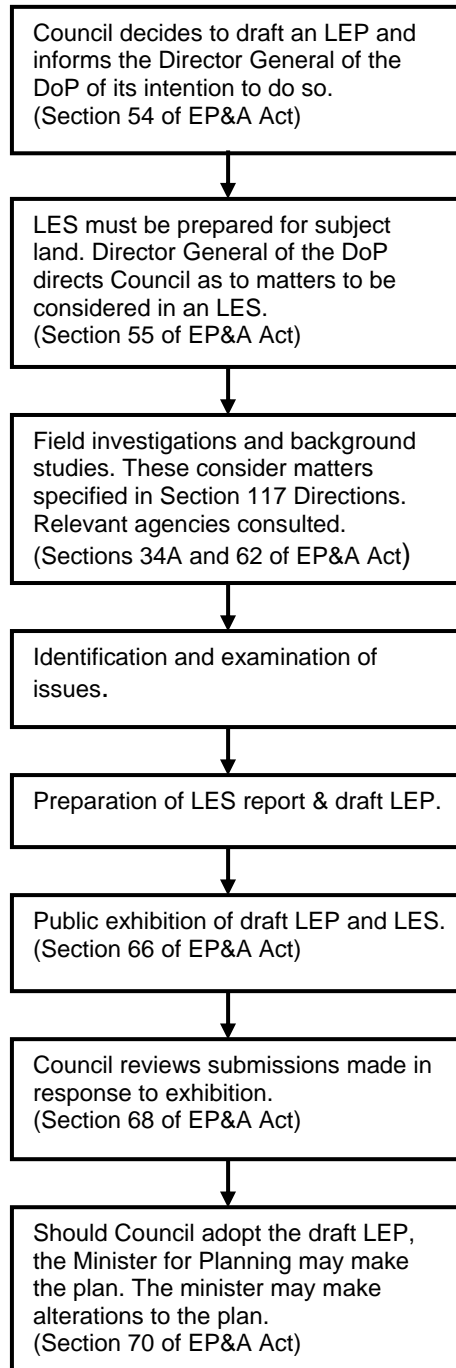 Council decides to draft an LEP and
informs the Director General of the
DoP of its intention to do so.
(Section 54 of EP&A Act)
LES must be prepared for subject
land. Director General of the DoP
directs Council as to matters to be
considered in an LES.
(Section 55 of EP&A Act)
Field investigations and background
studies. These consider matters
specified in Section 117 Directions.
Relevant agencies consulted.
(Sections 34A and 62 of EP&A Act)
Identification and examination of
issues.
Preparation of LES report & draft LEP.
Public exhibition of draft LEP and LES.
(Section 66 of EP&A Act)
Council reviews submissions made in
response to exhibition.
(Section 68 of EP&A Act)
Should Council adopt the draft LEP,
the Minister for Planning may make
the plan. The minister may make
alterations to the plan.
(Section 70 of EP&A Act)